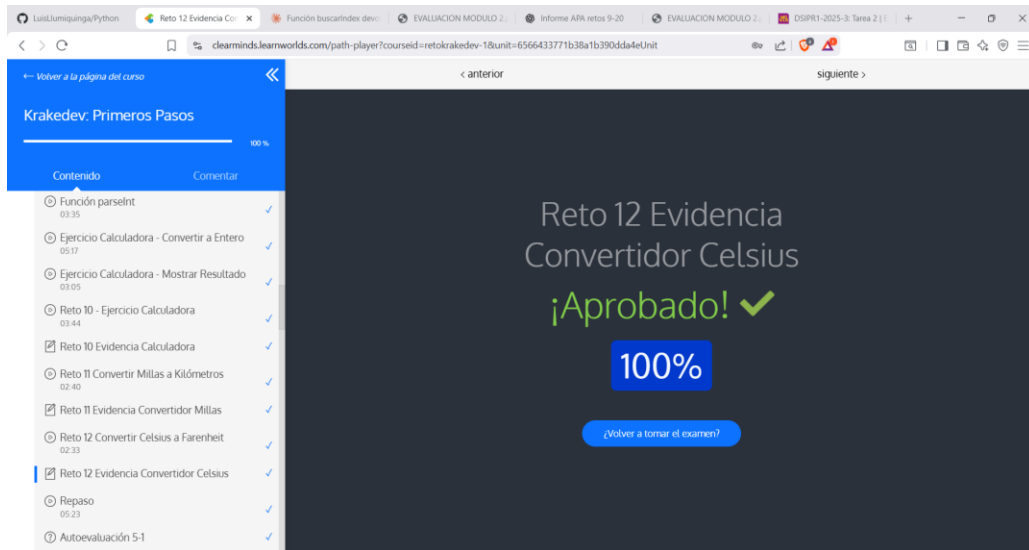 LuisLlumiquinga/Python
Reto 12 Evidencia Con
Función buscarIndex devo
EVALUACION MODULO 2.
Informe APA retos 9-20
EVALUACION MODULO 2.
DSIPR1-2025-3: Tarea 2 |
clearminds.learnworlds.com/path-player?courseid=retokrakedev-1&unit=6566433771b38a1b390dda4eUnit
← Volver a la página del curso
< anterior
siguiente >
Krakedev: Primeros Pasos
100 %
Contenido
Comentar
Función parseInt
03:35
Ejercicio Calculadora - Convertir a Entero
05:17
Ejercicio Calculadora - Mostrar Resultado
03:05
Reto 10 - Ejercicio Calculadora
03:44
Reto 10 Evidencia Calculadora
Reto 11 Convertir Millas a Kilómetros
02:40
Reto 11 Evidencia Convertidor Millas
Reto 12 Convertir Celsius a Farenheit
02:33
Reto 12 Evidencia Convertidor Celsius
Repaso
05:23
Autoevaluación 5-1
Reto 12 Evidencia
Convertidor Celsius
¡Aprobado!
100%
¿Volver a tomar el examen?